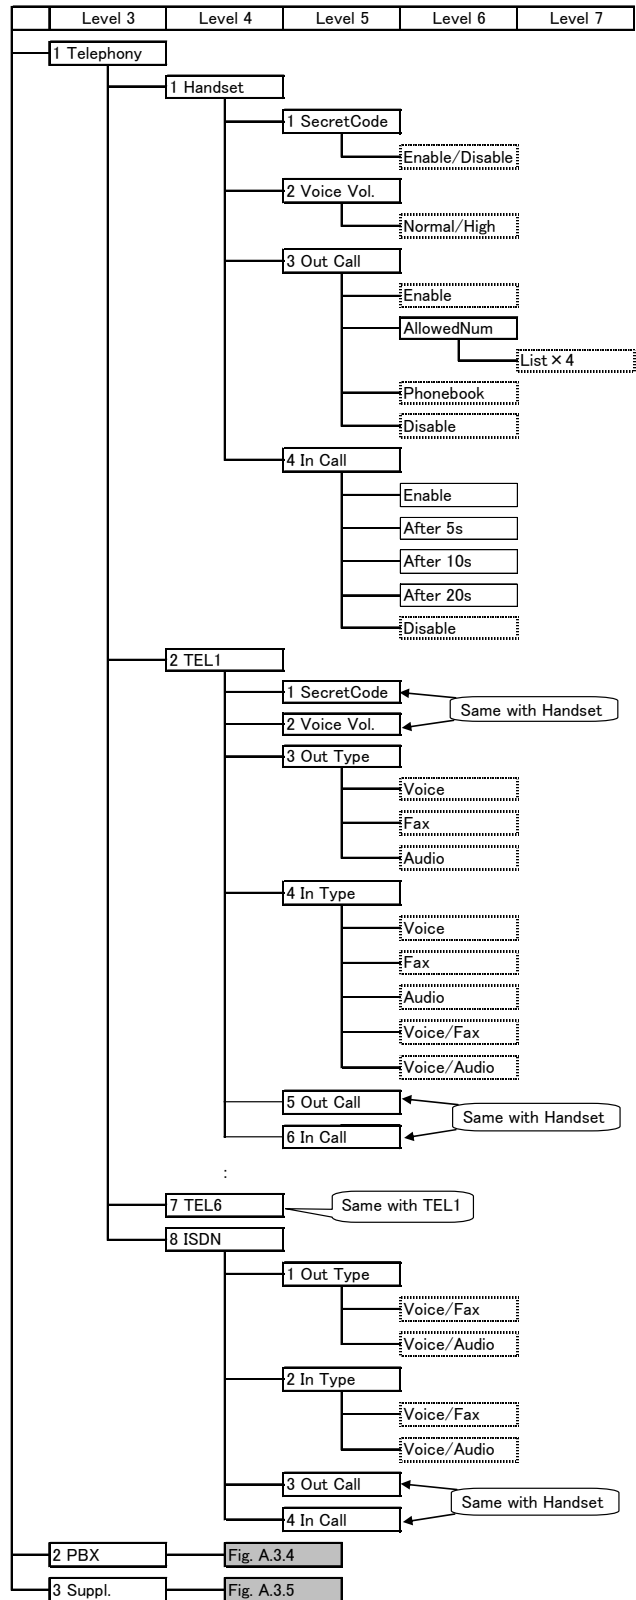 Level 3 Level 4 Level 5 Level 6 Level 7
1 Telephony
1 Handset
1 SecretCode
Enable/Disable
2 Voice Vol.
Normal/High
3 Out Call
Enable
AllowedNum
List×4
Phonebook
Disable
4 In Call
Enable
After 5s
After 10s
After 20s
Disable
2 TEL1
1 SecretCode
Same with Handset
2 Voice Vol.
3 Out Type
Voice
Fax
Audio
4 In Type
Voice
Fax
Audio
Voice/Fax
Voice/Audio
5 Out Call
Same with Handset
6 In Call
:
7 TEL6 Same with TEL1
8 ISDN
1 Out Type
Voice/Fax
Voice/Audio
2 In Type
Voice/Fax
Voice/Audio
3 Out Call
Same with Handset
4 In Call
2 PBX Fig. A.3.4
3 Suppl. Fig. A.3.5